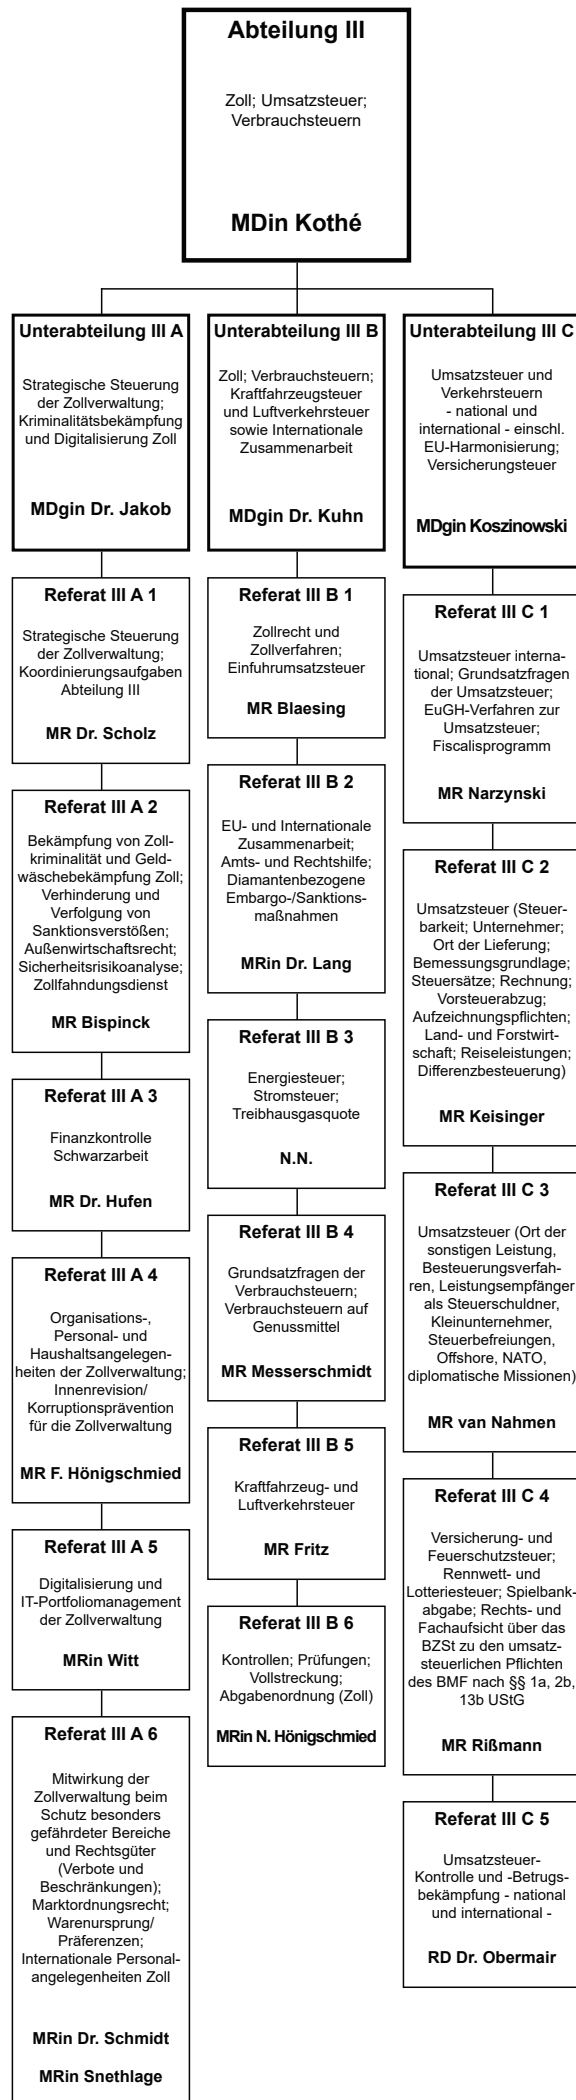 Abteilung III
Zoll; Umsatzsteuer;
Verbrauchsteuern
MDin Kothé
Unterabteilung III A
Strategische Steuerung
der Zollverwaltung;
Kriminalitätsbekämpfung
und Digitalisierung Zoll
MDgin Dr. Jakob
Referat III A 1
Strategische Steuerung
der Zollverwaltung;
Koordinierungsaufgaben
Abteilung III
MR Dr. Scholz
Referat III A 2
Bekämpfung von Zoll-
kriminalität und Geld-
wäschebekämpfung Zoll;
Verhinderung und
Verfolgung von
Sanktionsverstößen;
Außenwirtschaftsrecht;
Sicherheitsrisikoanalyse;
Zollfahndungsdienst
MR Bispinck
Referat III A 3
Finanzkontrolle
Schwarzarbeit
MR Dr. Hufen
Referat III A 4
Organisations-,
Personal- und
Haushaltsangelegen-
heiten der Zollverwaltung;
Innenrevision/
Korruptionsprävention
für die Zollverwaltung
MR F. Hönigschmied
Referat III A 5
Digitalisierung und
IT-Portfoliomanagement
der Zollverwaltung
MRin Witt
Referat III A 6
Mitwirkung der
Zollverwaltung beim
Schutz besonders
gefährdeter Bereiche
und Rechtsgüter
(Verbote und
Beschränkungen);
Marktordnungsrecht;
Warenursprung/
Präferenzen;
Internationale Personal-
angelegenheiten Zoll
MRin Dr. Schmidt
MRin Snethlage
Unterabteilung III B
Zoll; Verbrauchsteuern;
Kraftfahrzeugsteuer
und Luftverkehrsteuer
sowie Internationale
Zusammenarbeit
MDgin Dr. Kuhn
Referat III B 1
Zollrecht und
Zollverfahren;
Einfuhrumsatzsteuer
MR Blaesing
Referat III B 2
EU- und Internationale
Zusammenarbeit;
Amts- und Rechtshilfe;
Diamantenbezogene
Embargo-/Sanktions-
maßnahmen
MRin Dr. Lang
Referat III B 3
Energiesteuer;
Stromsteuer;
Treibhausgasquote
N.N.
Referat III B 4
Grundsatzfragen der
Verbrauchsteuern;
Verbrauchsteuern auf
Genussmittel
MR Messerschmidt
Referat III B 5
Kraftfahrzeug- und
Luftverkehrsteuer
MR Fritz
Referat III B 6
Kontrollen; Prüfungen;
Vollstreckung;
Abgabenordnung (Zoll)
MRin N. Hönigschmied
Unterabteilung III C
Umsatzsteuer und
Verkehrsteuern
- national und
international - einschl.
EU-Harmonisierung;
Versicherungsteuer
MDgin Koszinowski
Referat III C 1
Umsatzsteuer interna-
tional; Grundsatzfragen
der Umsatzsteuer;
EuGH-Verfahren zur
Umsatzsteuer;
Fiscalisprogramm
MR Narzynski
Referat III C 2
Umsatzsteuer (Steuer-
barkeit; Unternehmer;
Ort der Lieferung;
Bemessungsgrundlage;
Steuersätze; Rechnung;
Vorsteuerabzug;
Aufzeichnungspflichten;
Land- und Forstwirt-
schaft; Reiseleistungen;
Differenzbesteuerung)
MR Keisinger
Referat III C 3
Umsatzsteuer (Ort der
sonstigen Leistung,
Besteuerungsverfah-
ren, Leistungsempfänger
als Steuerschuldner,
Kleinunternehmer,
Steuerbefreiungen,
Offshore, NATO,
diplomatische Missionen)
MR van Nahmen
Referat III C 4
Versicherung- und
Feuerschutzsteuer;
Rennwett- und
Lotteriesteuer; Spielbank-
abgabe; Rechts- und
Fachaufsicht über das
BZSt zu den umsatz-
steuerlichen Pflichten
des BMF nach §§ 1a, 2b,
13b UStG
MR Rißmann
Referat III C 5
Umsatzsteuer-
Kontrolle und -Betrugs-
bekämpfung - national
und international -
RD Dr. Obermair